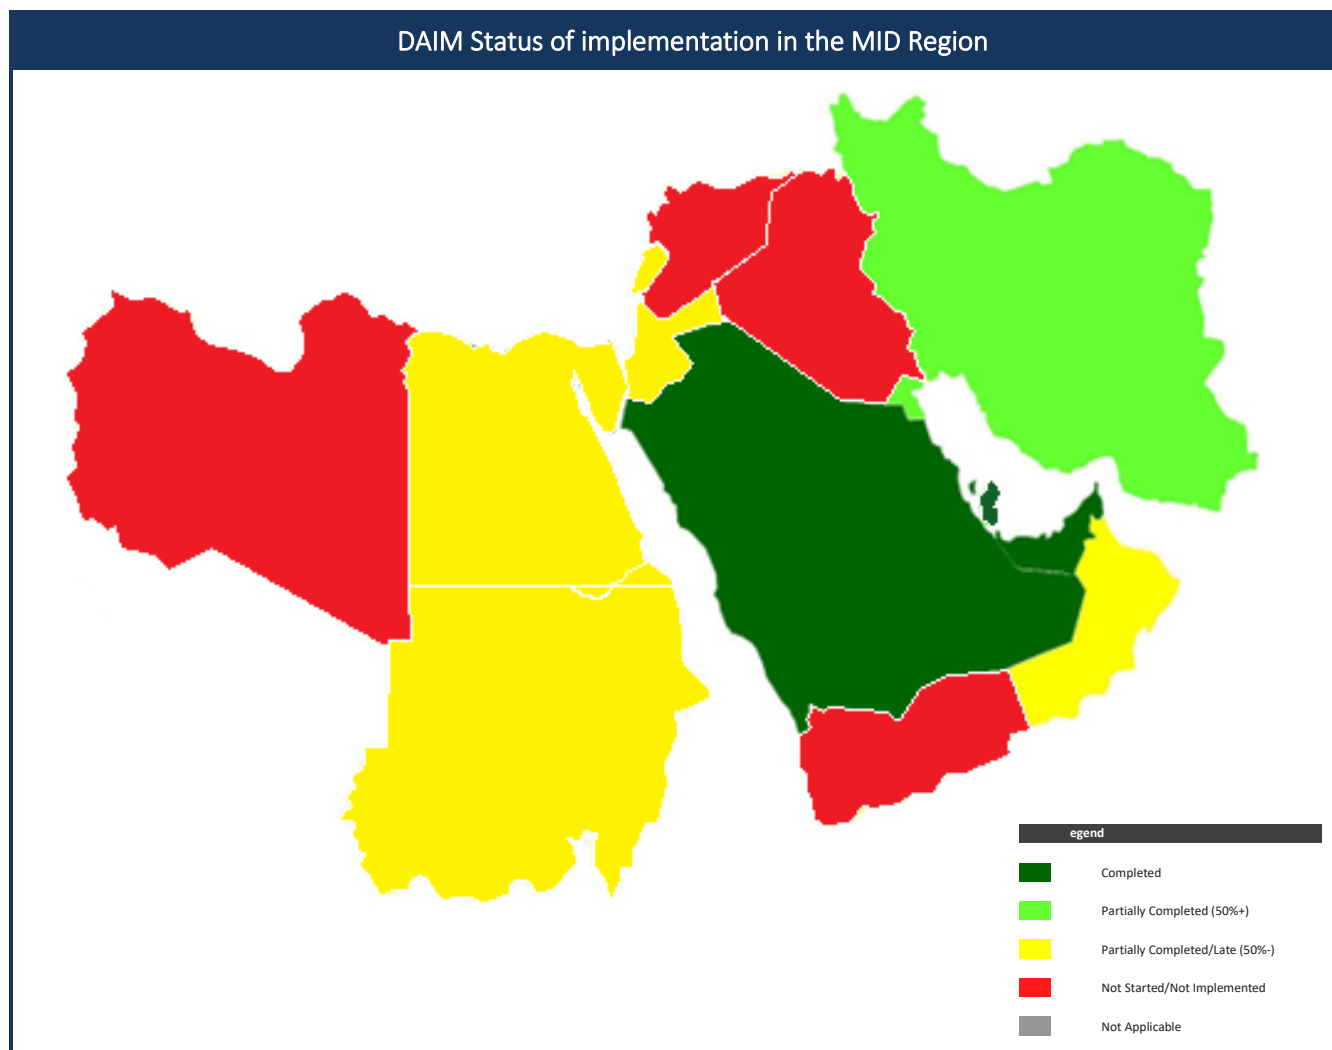 DAIM Status of implementation in the MID Region
egend
Completed
Partially Completed (50%+)
Partially Completed/Late (50%-)
Not Started/Not Implemented
Not Applicable